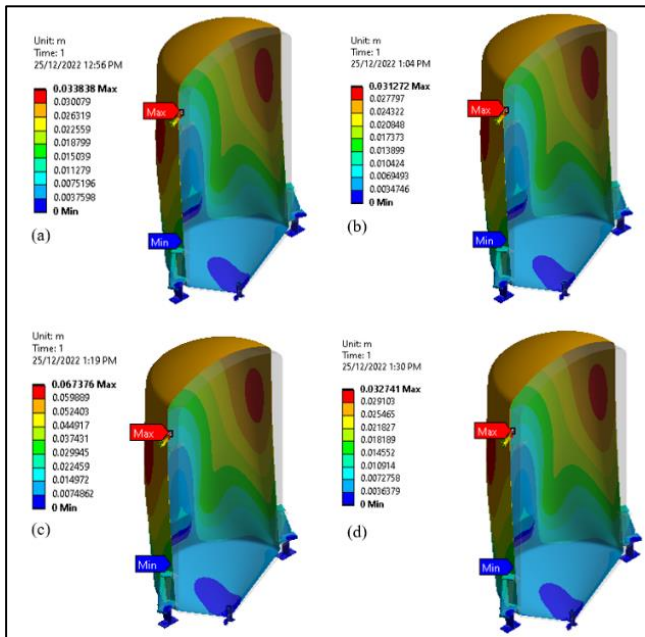 Unit: m
Time: 1
25/12/2022 12:56 PM
0.033838 Max
0.030079
0.026319
0.022559
0.018799
0.015039
0.011279
0.0075196
0.0037598
0 Min
Max
Min
(a)
Unit: m
Time: 1
25/12/2022 1:04 PM
0.031272 Max
0.027797
0.024322
0.020848
0.017373
0.013899
0.010424
0.0069493
0.0034746
0 Min
Max
Min
(b)
Unit: m
Time: 1
25/12/2022 1:19 PM
0.067376 Max
0.059889
0.052403
0.044917
0.037431
0.029945
0.022459
0.014972
0.0074862
0 Min
Max
Min
(c)
Unit: m
Time: 1
25/12/2022 1:30 PM
0.032741 Max
0.029103
0.025465
0.021827
0.018189
0.014552
0.010914
0.0072758
0.0036379
0 Min
Max
Min
(d)